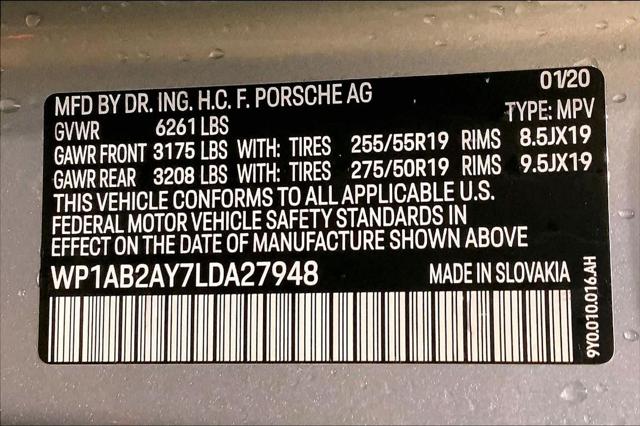 MFD BY DR. ING. H.C. F. PORSCHE AG 01/20
GVWR 6261 LBS TYPE: MPV
GAWR FRONT 3175 LBS WITH: TIRES 255/55R19 RIMS 8.5JX19
GAWR REAR 3208 LBS WITH: TIRES 275/50R19 RIMS 9.5JX19
THIS VEHICLE CONFORMS TO ALL APPLICABLE U.S.
FEDERAL MOTOR VEHICLE SAFETY STANDARDS IN
EFFECT ON THE DATE OF MANUFACTURE SHOWN ABOVE
WP1AB2AY7LDA27948 MADE IN SLOVAKIA
9Y0.010.016.AH